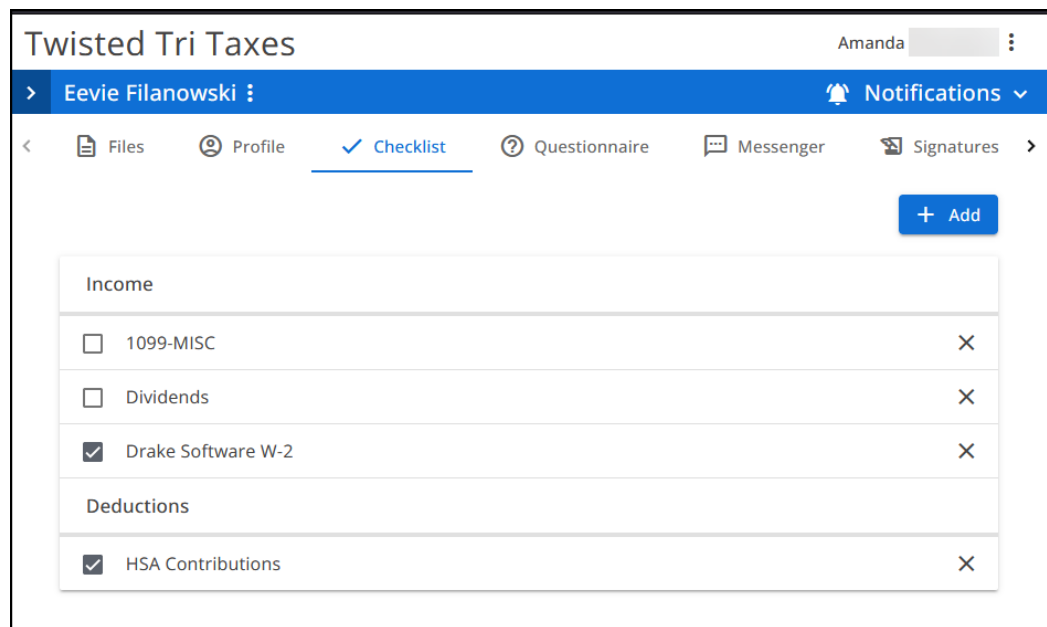 Twisted Tri Taxes
Amanda
Eevie Filanowski
Notifications
Files Profile Checklist Questionnaire Messenger Signatures
+ Add
Income
1099-MISC
Dividends
Drake Software W-2
Deductions
HSA Contributions